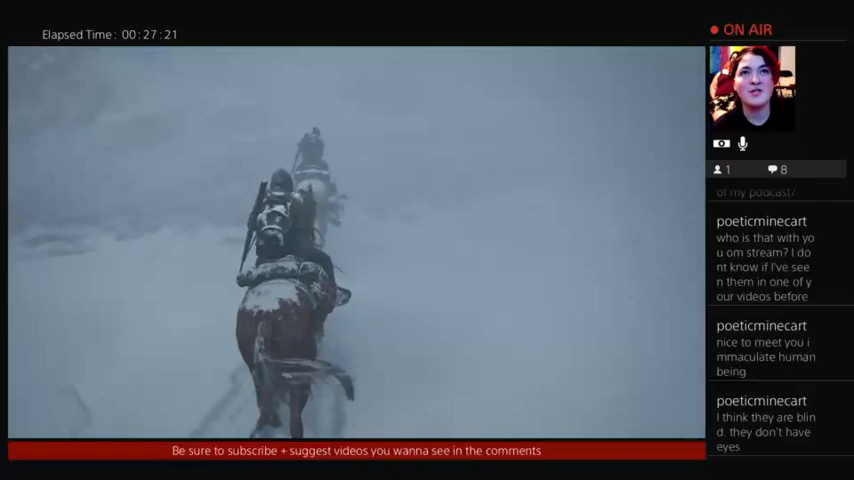 Elapsed Time: 00:27:21
ON AIR
1
8
of my podcast?
poeticminecart
who is that with yo
u om stream? I do
nt know if I've see
n them in one of y
our videos before
poeticminecart
nice to meet you i
mmaculate human
being
poeticminecart
I think they are blin
d. they don't have
eyes
Be sure to subscribe + suggest videos you wanna see in the comments